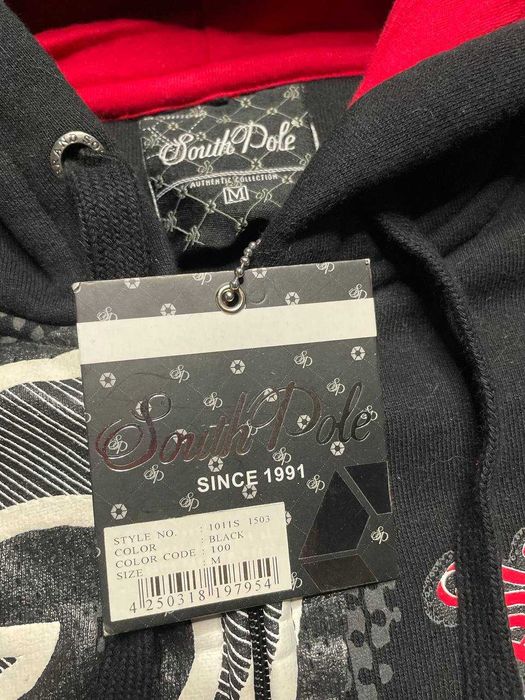 South Pole
AUTHENTIC COLLECTION
M
South Pole
SINCE 1991
STYLE NO. : 1011S 1503
COLOR : BLACK
COLOR CODE : 100
SIZE : M
4 250318 197954